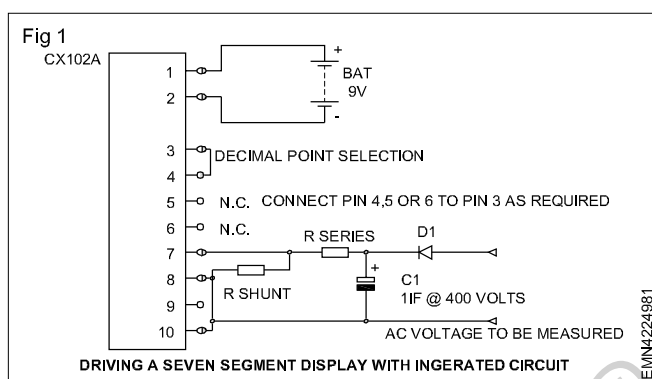 Fig 1
CX102A
1
+
BAT
9V
2
-
3
DECIMAL POINT SELECTION
4
5 N.C. CONNECT PIN 4,5 OR 6 TO PIN 3 AS REQUIRED
6 N.C.
7
R SERIES
D1
8
R SHUNT
+
C1
1IF @ 400 VOLTS
9
10
AC VOLTAGE TO BE MEASURED
DRIVING A SEVEN SEGMENT DISPLAY WITH INGERATED CIRCUIT
EMN4224981